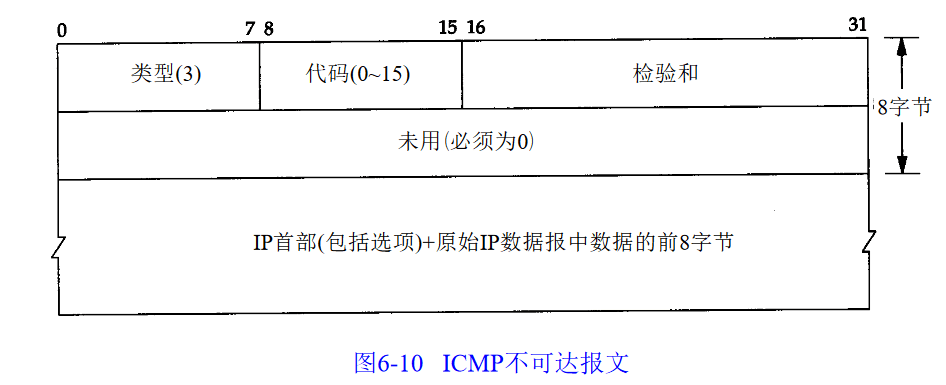 0 7 8 15 16 31
类型(3) 代码(0~15) 检验和
8字节
未用(必须为0)
IP首部(包括选项)+原始IP数据报中数据的前8字节
图6-10 ICMP不可达报文